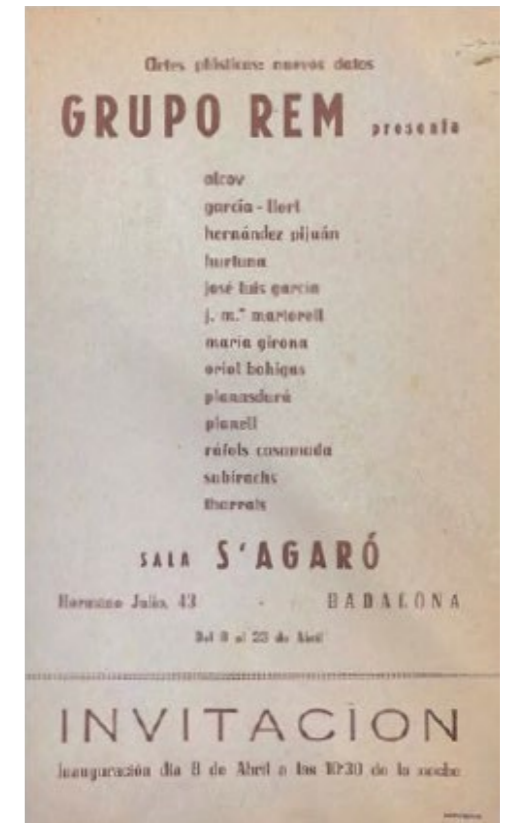 Artes plásticas: nuevos datos
GRUPO REM presenta
alcoy
garcía - llort
hernández pijuán
hurtuna
josé luis garcía
j. m.ª martorell
maría girona
oriol bohigas
planasdurá
planell
ráfols casamada
subirachs
tharrats
SALA S'AGARÓ
Hermano Julio, 43 - BADALONA
Del 8 al 23 de Abril
INVITACION
Inauguración día 8 de Abril a las 10'30 de la noche